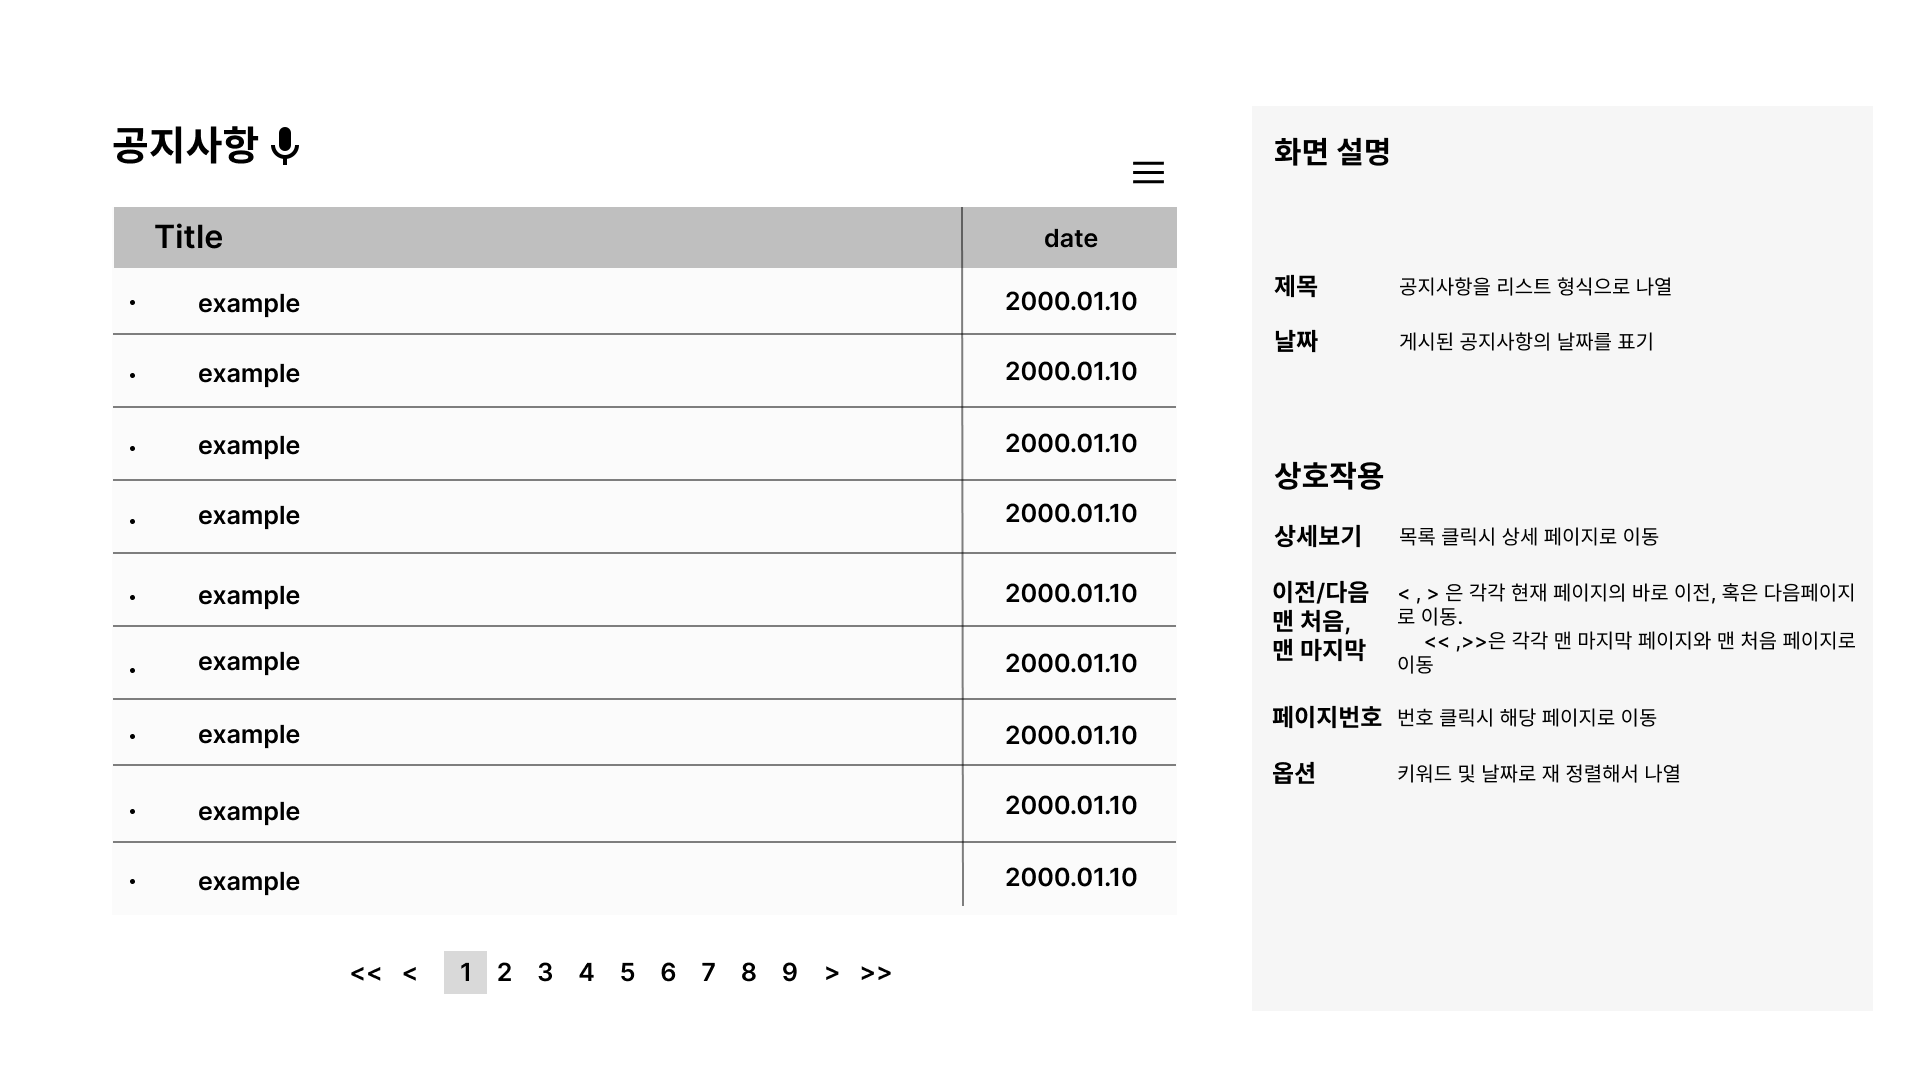 공지사항
Title date
• example 2000.01.10
• example 2000.01.10
• example 2000.01.10
• example 2000.01.10
• example 2000.01.10
• example 2000.01.10
• example 2000.01.10
• example 2000.01.10
• example 2000.01.10
<< < 1 2 3 4 5 6 7 8 9 > >>
화면 설명
제목 공지사항을 리스트 형식으로 나열
날짜 게시된 공지사항의 날짜를 표기
상호작용
상세보기 목록 클릭시 상세 페이지로 이동
이전/다음
맨 처음,
맨 마지막
< , > 은 각각 현재 페이지의 바로 이전, 혹은 다음페이지
로 이동.
<< ,>>은 각각 맨 마지막 페이지와 맨 처음 페이지로
이동
페이지번호 번호 클릭시 해당 페이지로 이동
옵션 키워드 및 날짜로 재 정렬해서 나열